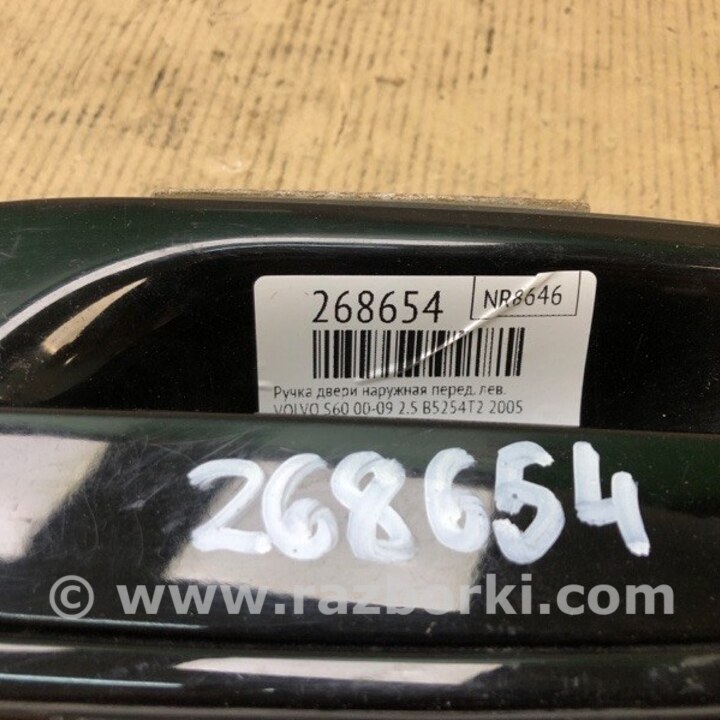 268654
NR8646
Ручка двери наружная перед. лев.
VOLVO S60 00-09 2.5 B5254T2 2005
268654
© www.razborki.com